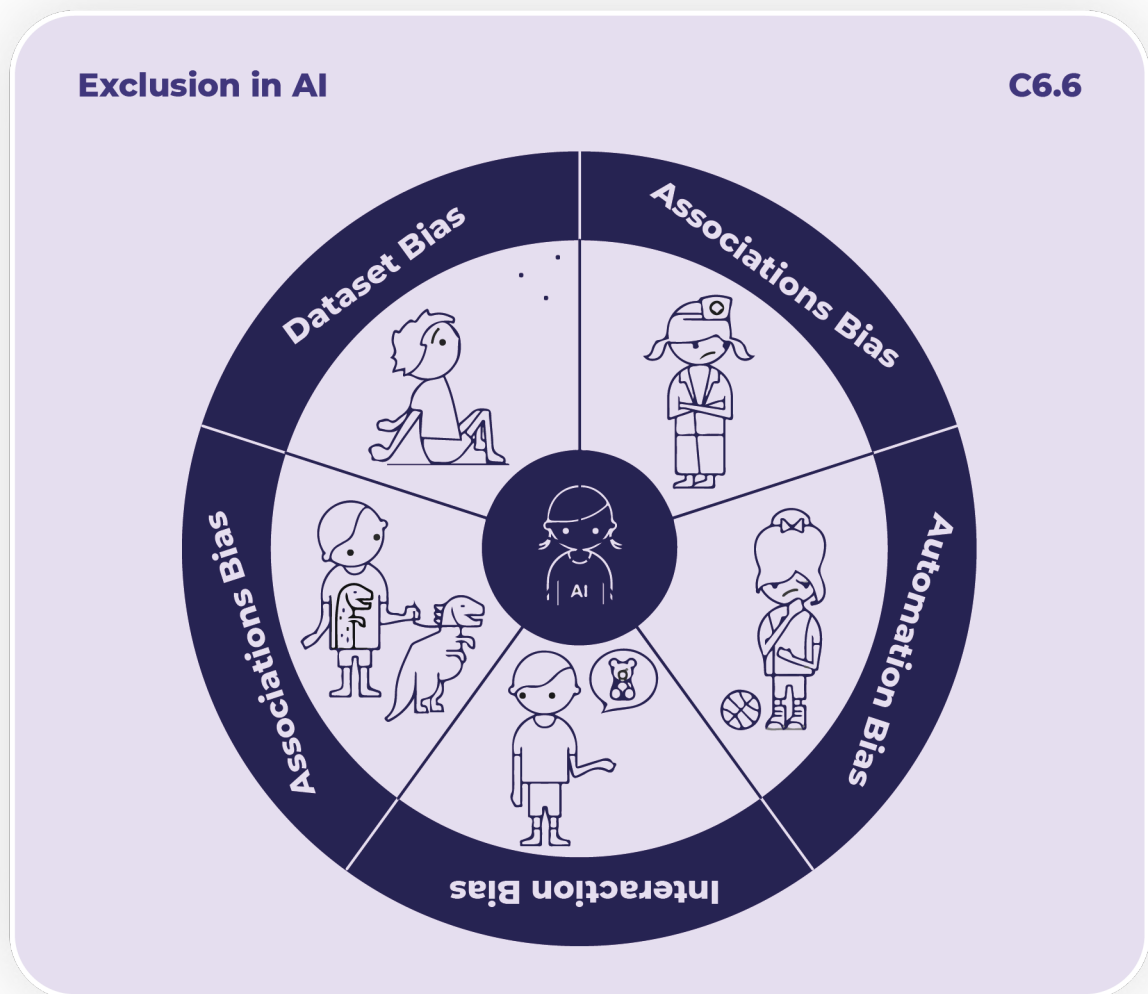 Exclusion in AI
C6.6
Dataset Bias
Associations Bias
Automation Bias
Interaction Bias
Associations Bias
AI